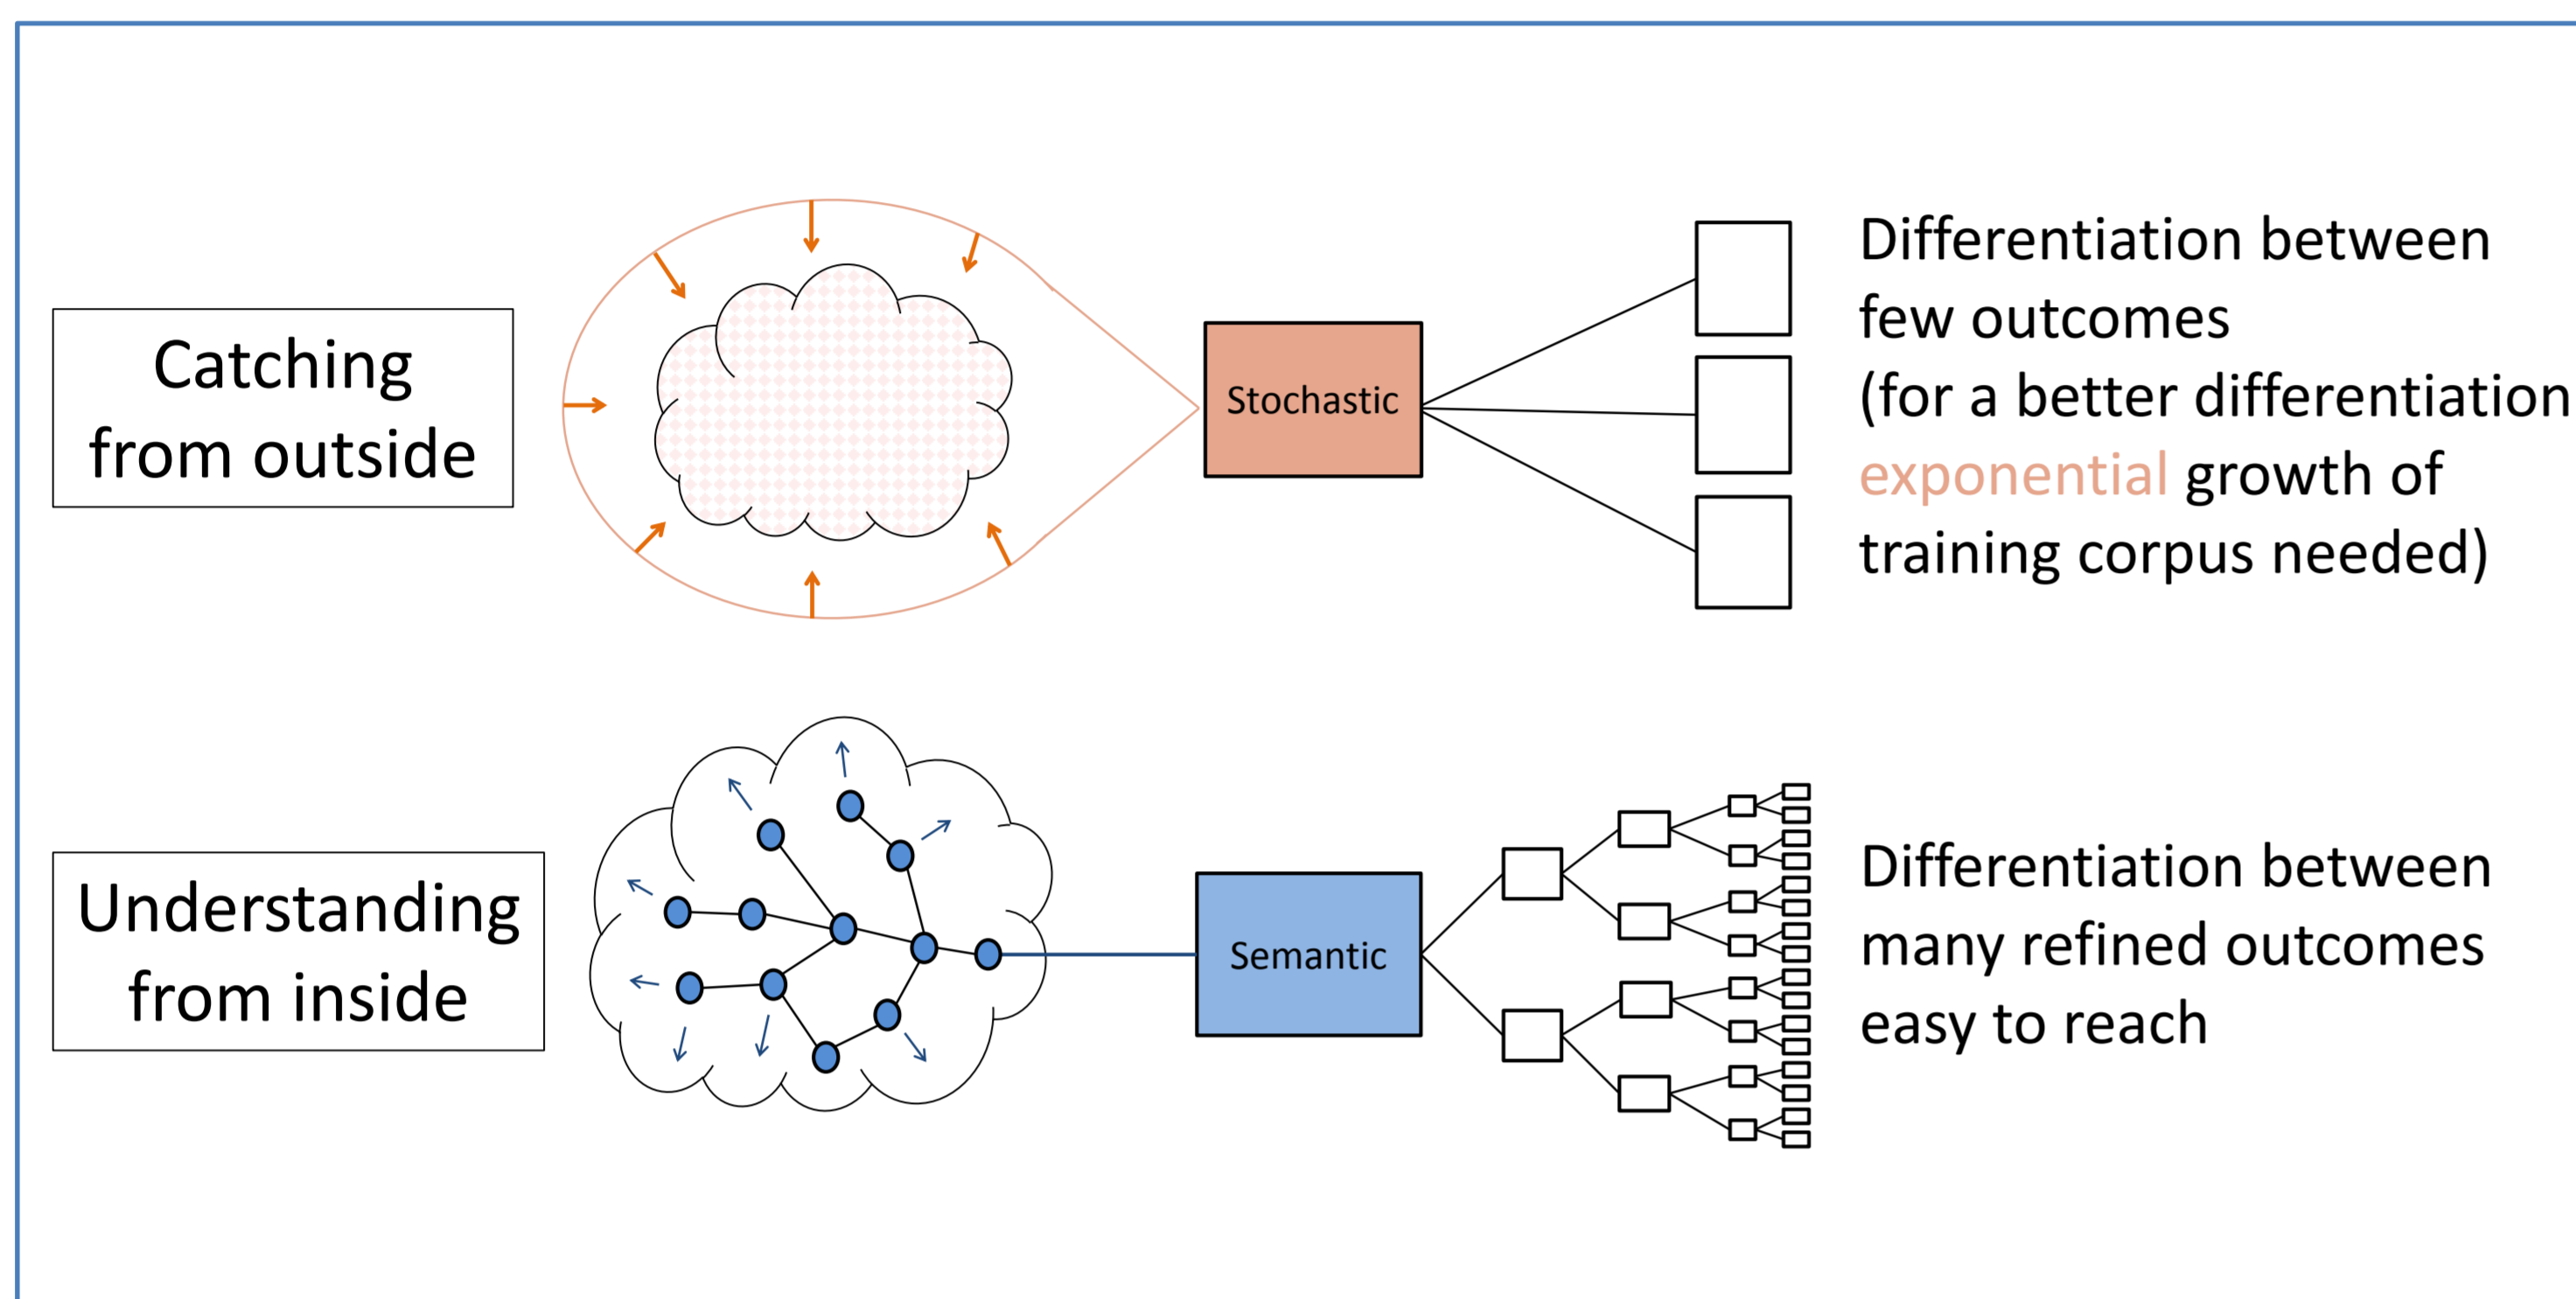 Catching
from outside
Stochastic
Differentiation between
few outcomes
(for a better differentiation
exponential growth of
training corpus needed)
Understanding
from inside
Semantic
Differentiation between
many refined outcomes
easy to reach